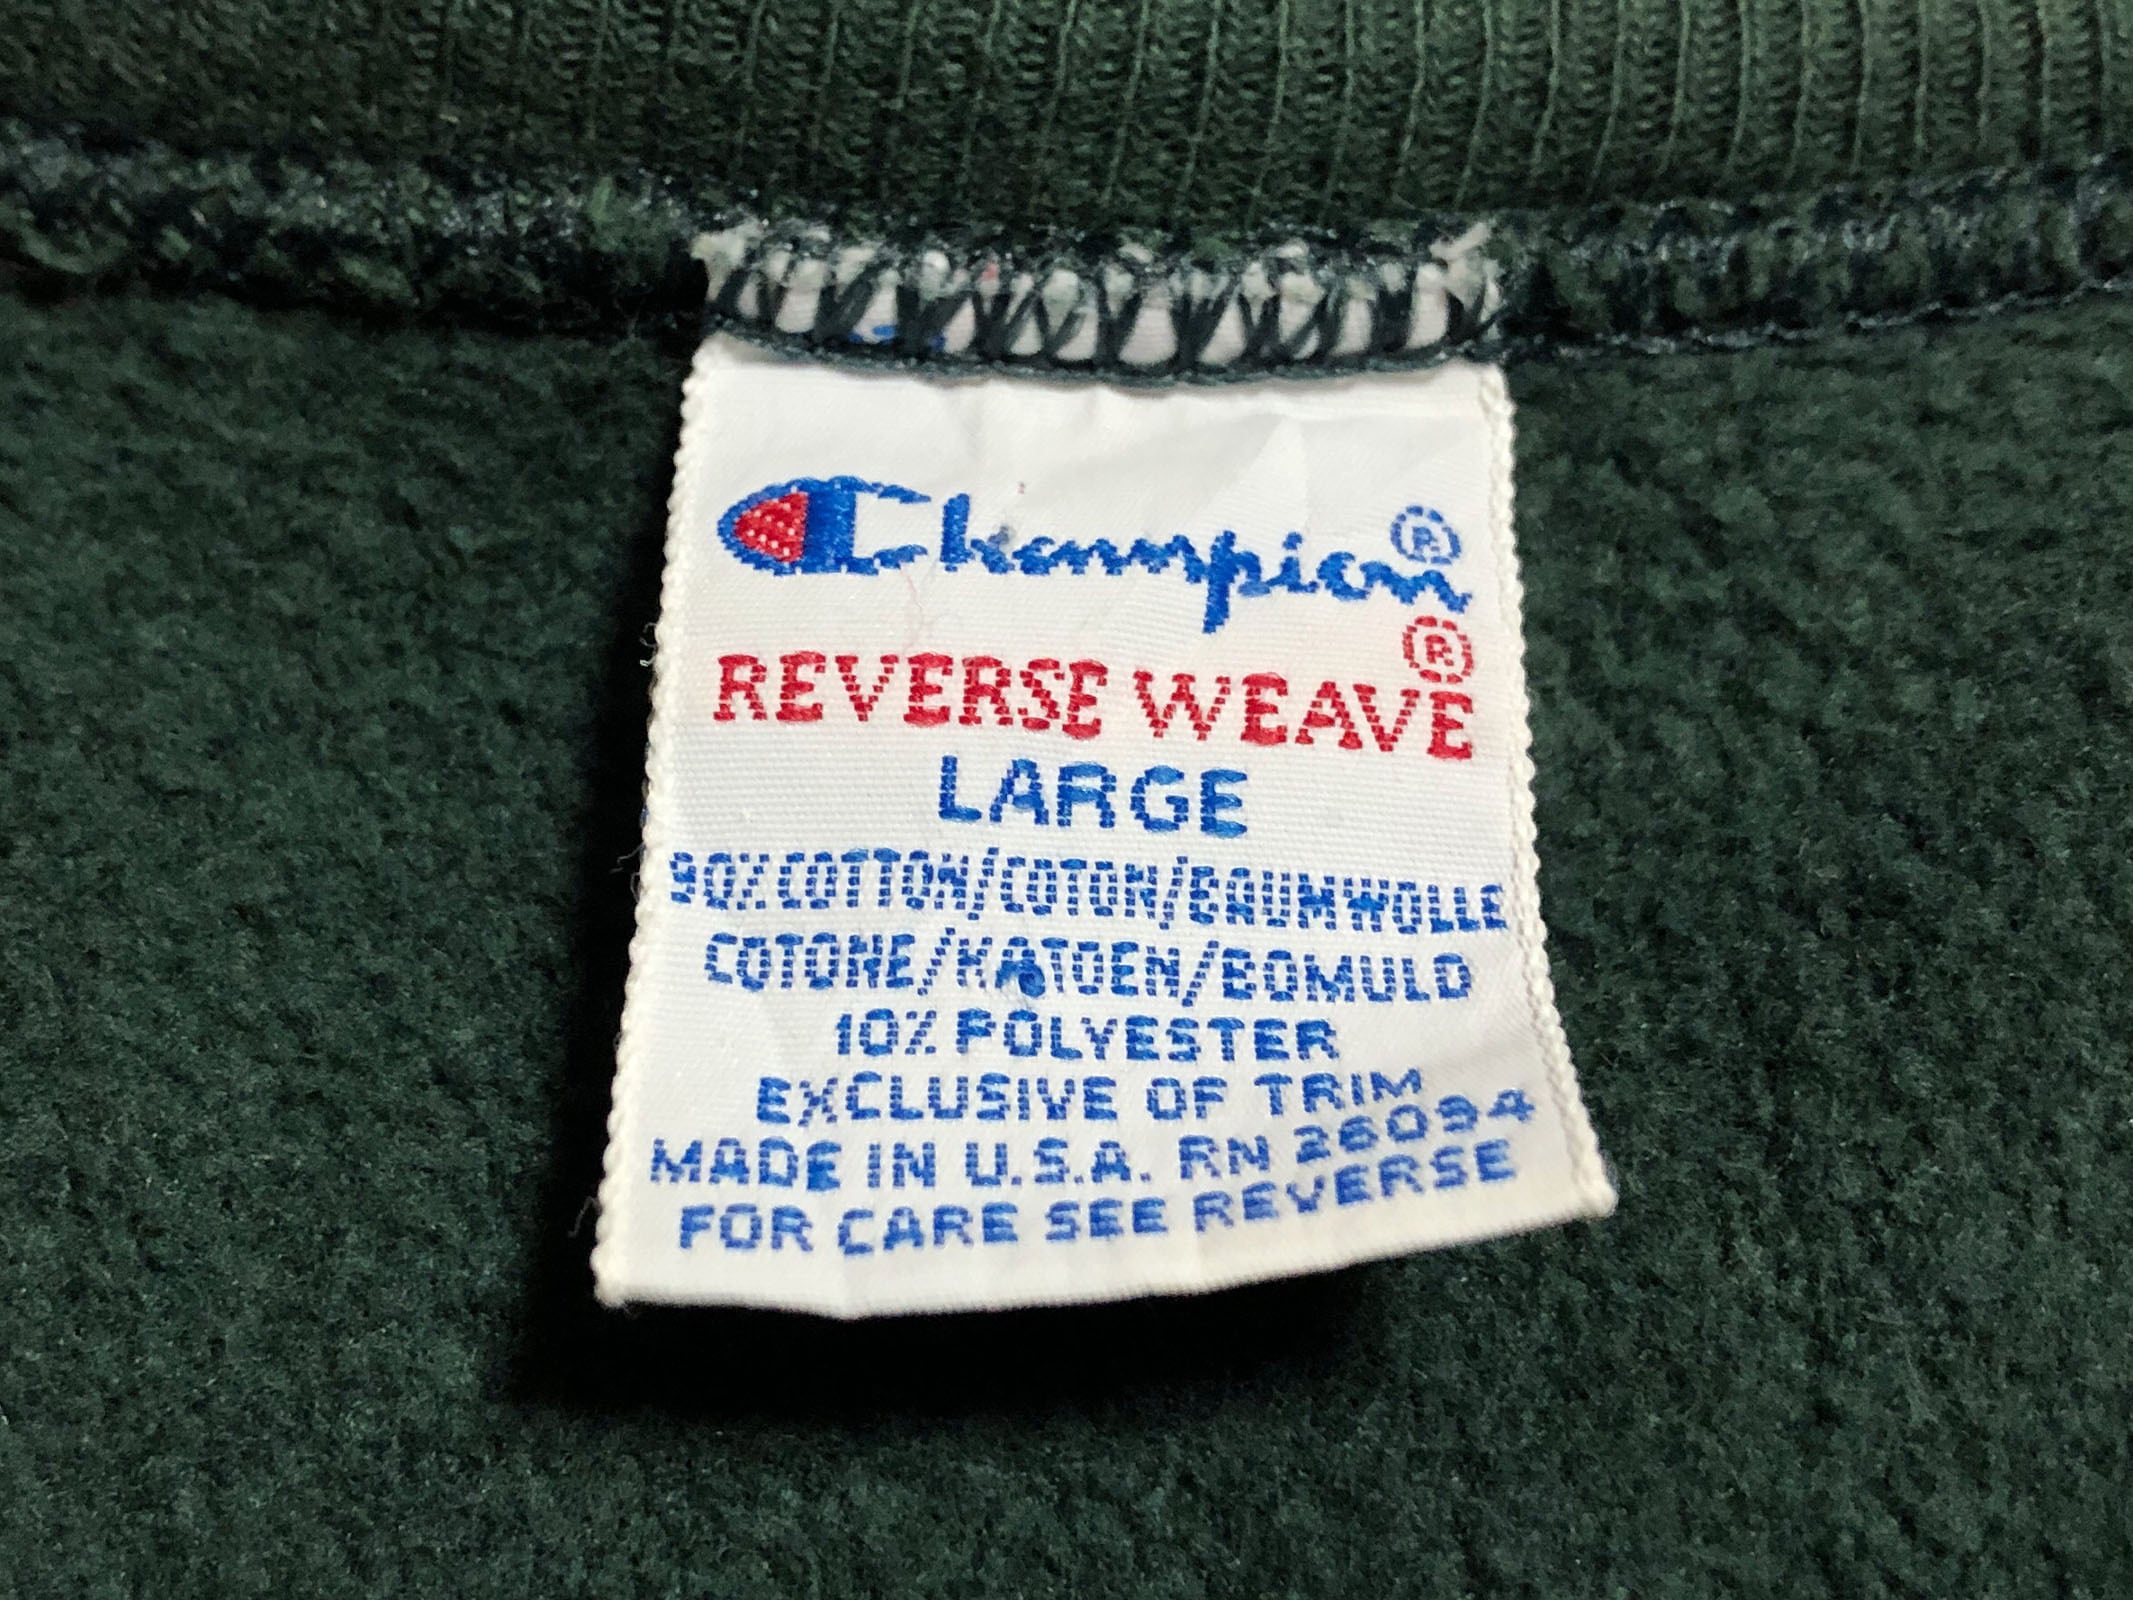 Champion®
REVERSE WEAVE®
LARGE
90% COTTON/COTON/BAUMWOLLE
COTONE/KATOEN/BOMULD
10% POLYESTER
EXCLUSIVE OF TRIM
MADE IN U.S.A. RN 26094
FOR CARE SEE REVERSE